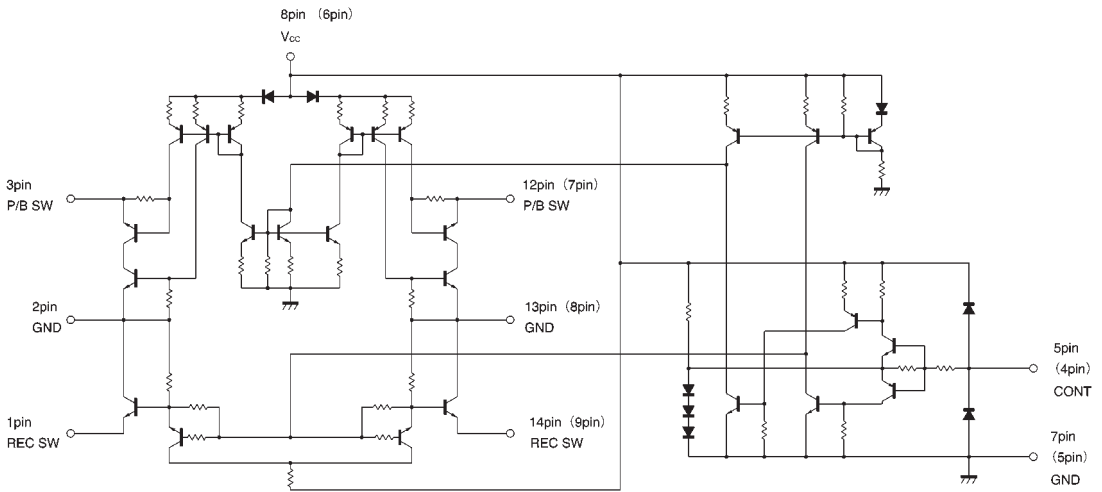 8pin （6pin）
Vcc
3pin
P/B SW
12pin（7pin）
P/B SW
2pin
GND
13pin（8pin）
GND
5pin
（4pin）
CONT
1pin
REC SW
14pin（9pin）
REC SW
7pin
（5pin）
GND